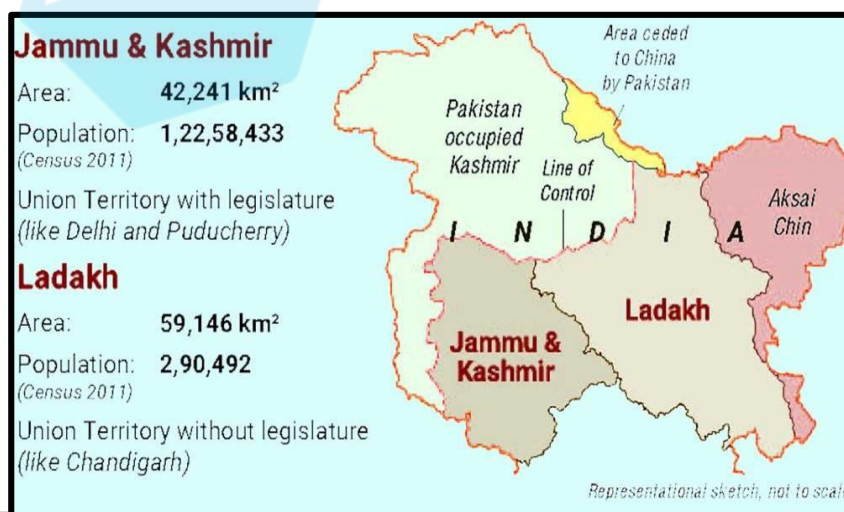 Jammu & Kashmir
Area: 42,241 km²
Population: 1,22,58,433
(Census 2011)
Union Territory with legislature
(like Delhi and Puducherry)
Ladakh
Area: 59,146 km²
Population: 2,90,492
(Census 2011)
Union Territory without legislature
(like Chandigarh)
Area ceded
to China
by Pakistan
Pakistan
occupied
Kashmir
Line of
Control
Aksai
Chin
I N D I A
Ladakh
Jammu &
Kashmir
Representational sketch, not to scale